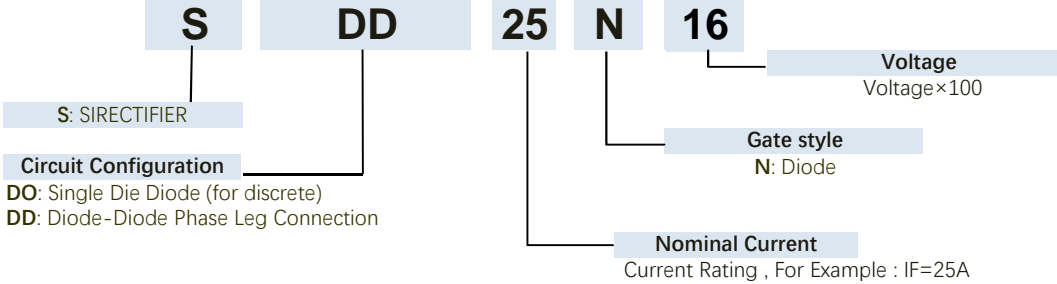 S DD 25 N 16
Voltage
Voltage×100
S: SIRECTIFIER
Gate style
N: Diode
Circuit Configuration
DO: Single Die Diode (for discrete)
DD: Diode-Diode Phase Leg Connection
Nominal Current
Current Rating , For Example : IF=25A